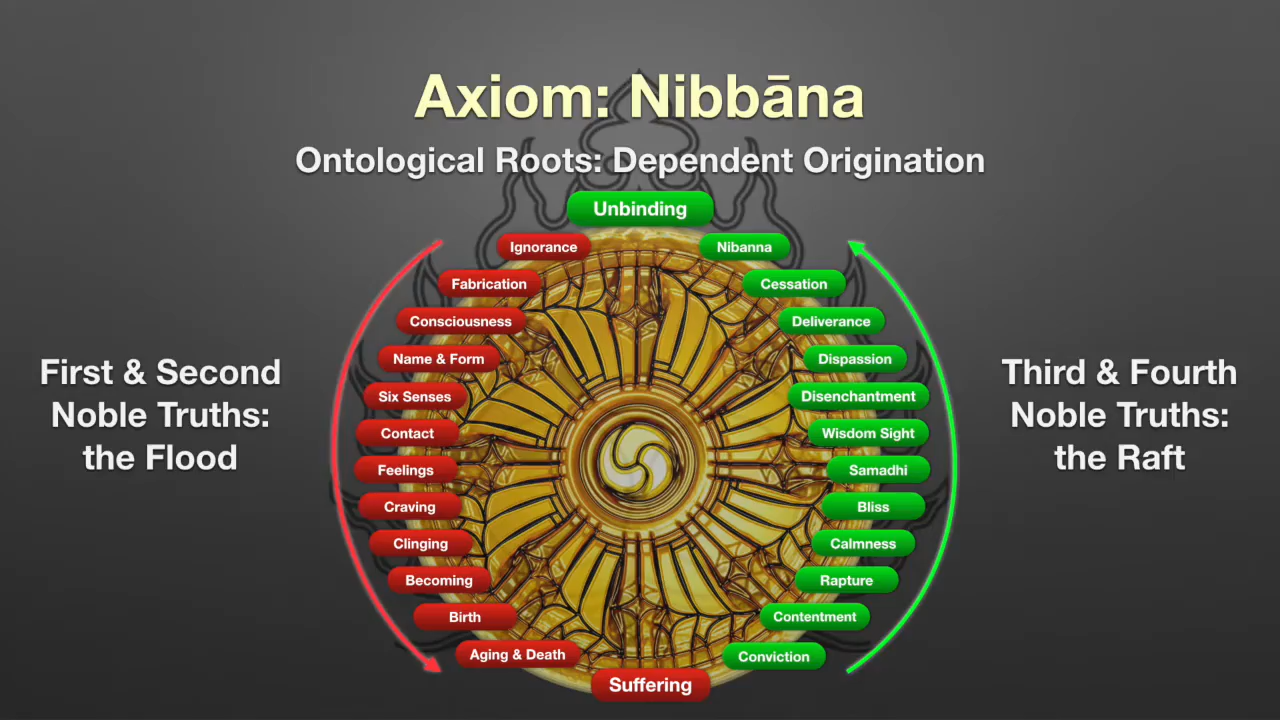 Axiom: Nibbāna
Ontological Roots: Dependent Origination
Unbinding
Ignorance
Fabrication
Consciousness
Name & Form
Six Senses
Contact
Feelings
Craving
Clinging
Becoming
Birth
Aging & Death
Suffering
Nibanna
Cessation
Deliverance
Dispassion
Disenchantment
Wisdom Sight
Samadhi
Bliss
Calmness
Rapture
Contentment
Conviction
First & Second
Noble Truths:
the Flood
Third & Fourth
Noble Truths:
the Raft